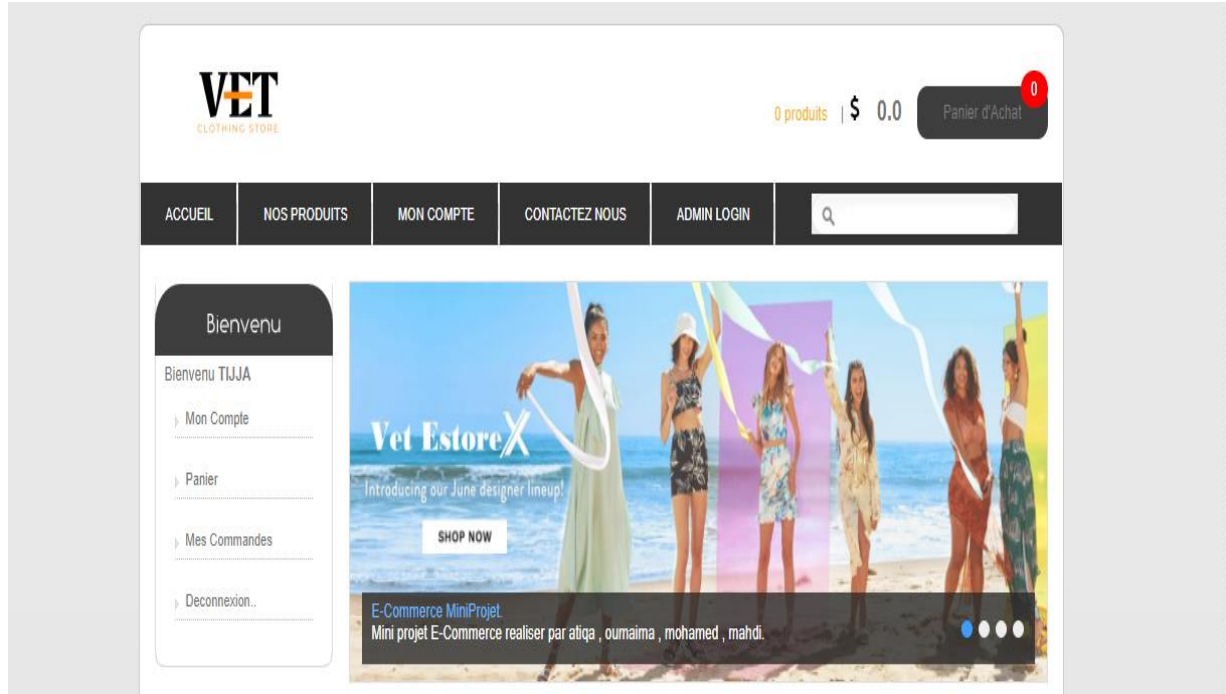 VET
CLOTHING STORE
0 produits | $ 0.0 Panier d'Achat 0
ACCUEIL NOS PRODUITS MON COMPTE CONTACTEZ NOUS ADMIN LOGIN
Bienvenu
Bienvenu TIJJA
Mon Compte
Panier
Mes Commandes
Deconnexion..
Vet EstoreX
Introducing our June designer lineup!
SHOP NOW
E-Commerce MiniProjet.
Mini projet E-Commerce realiser par atiqa , oumaima , mohamed , mahdi.